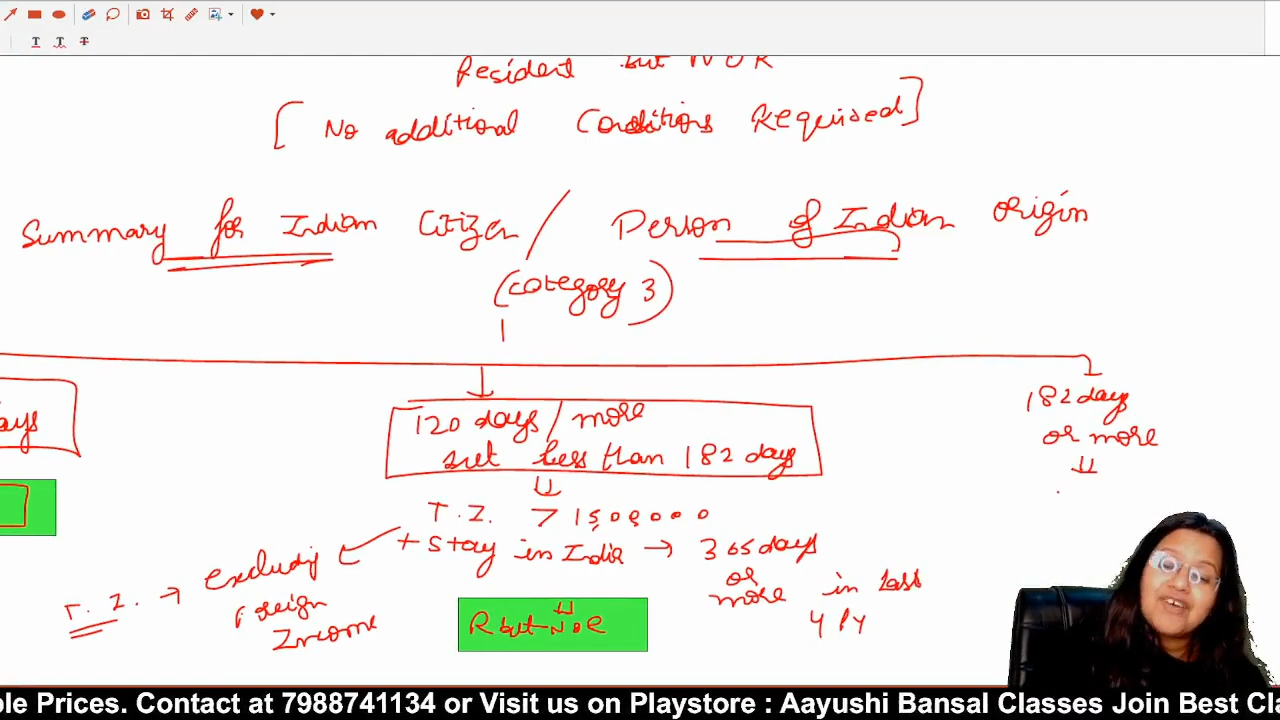 Resident but NOR
[ No additional Conditions Required ]
Summary for Indian Citizen / Person of Indian origin
(Category 3)
days
120 days / more
but less than 182 days
182 days
or more
T.I. > 1500000
+ Stay in India → 365 days
or
more in last
4 PY
T.I. → excluding
Foreign
Income
R but NOR
ple Prices. Contact at 7988741134 or Visit us on Playstore : Aayushi Bansal Classes Join Best Cla